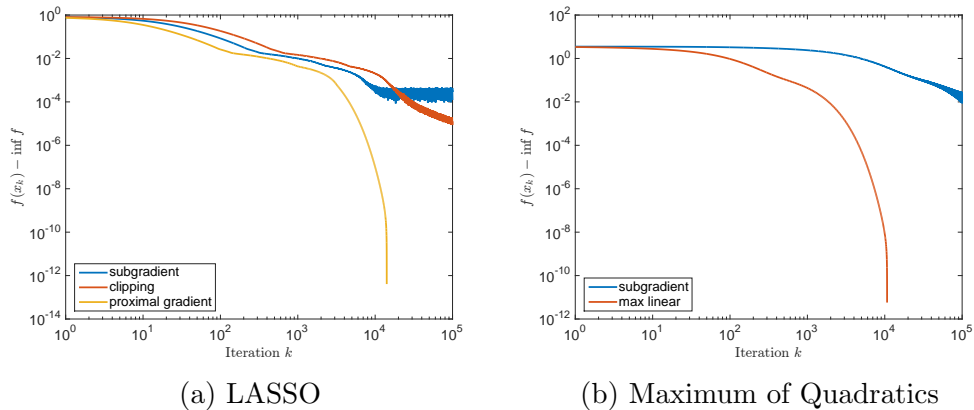 10^0
10^-2
10^-4
10^-6
10^-8
10^-10
10^-12
10^-14
f(x_k) − inf f
subgradient
clipping
proximal gradient
10^0 10^1 10^2 10^3 10^4 10^5
Iteration k
(a) LASSO
10^2
10^0
10^-2
10^-4
10^-6
10^-8
10^-10
10^-12
f(x_k) − inf f
subgradient
max linear
10^0 10^1 10^2 10^3 10^4 10^5
Iteration k
(b) Maximum of Quadratics